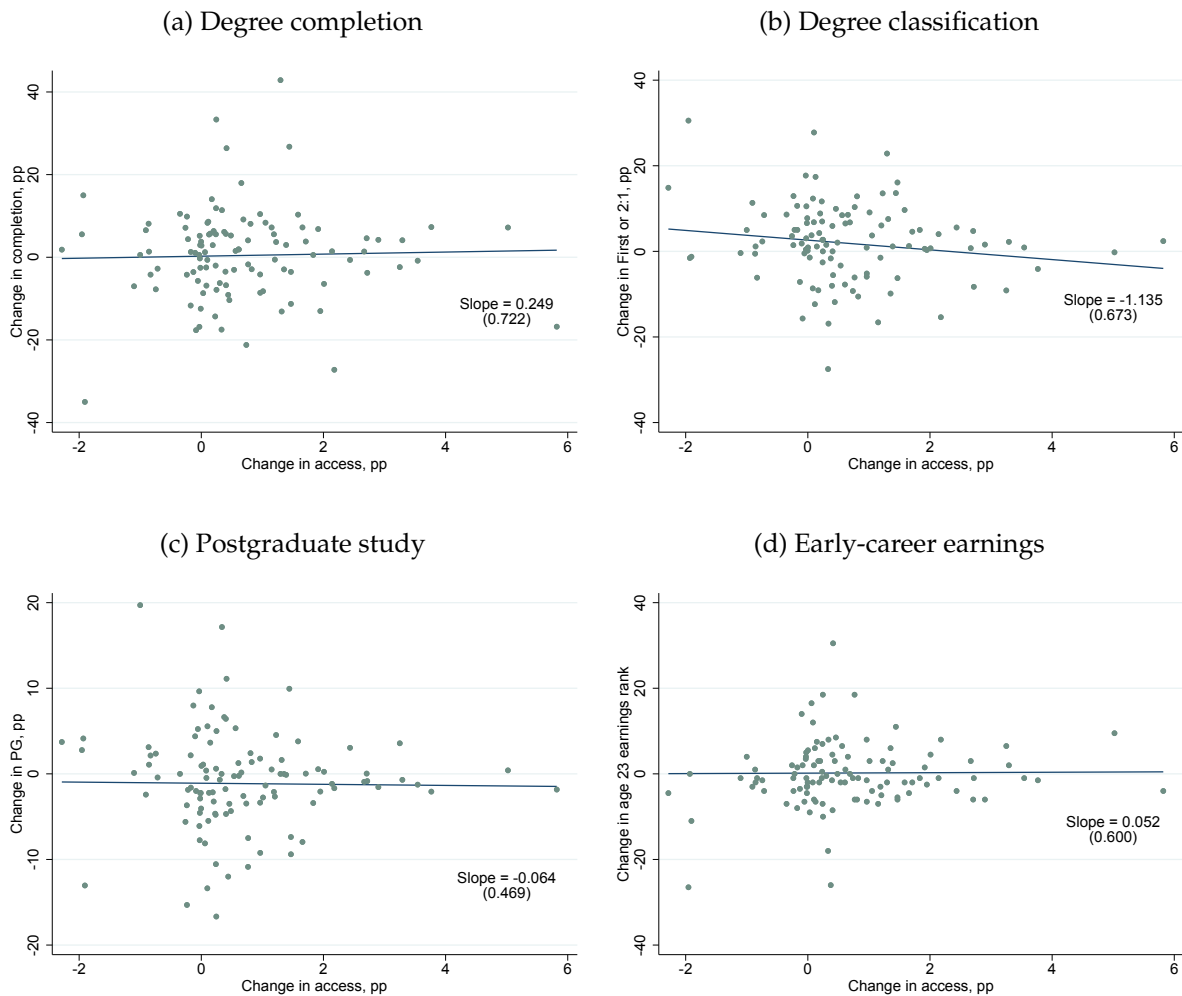 (a) Degree completion
Change in completion, pp
40
20
0
-20
-40
Slope = 0.249
(0.722)
-2
0
2
4
6
Change in access, pp
(b) Degree classification
Change in First or 2:1, pp
40
20
0
-20
-40
Slope = -1.135
(0.673)
-2
0
2
4
6
Change in access, pp
(c) Postgraduate study
Change in PG, pp
20
10
0
-10
-20
Slope = -0.064
(0.469)
-2
0
2
4
6
Change in access, pp
(d) Early-career earnings
Change in age 23 earnings rank
40
20
0
-20
-40
Slope = 0.052
(0.600)
-2
0
2
4
6
Change in access, pp